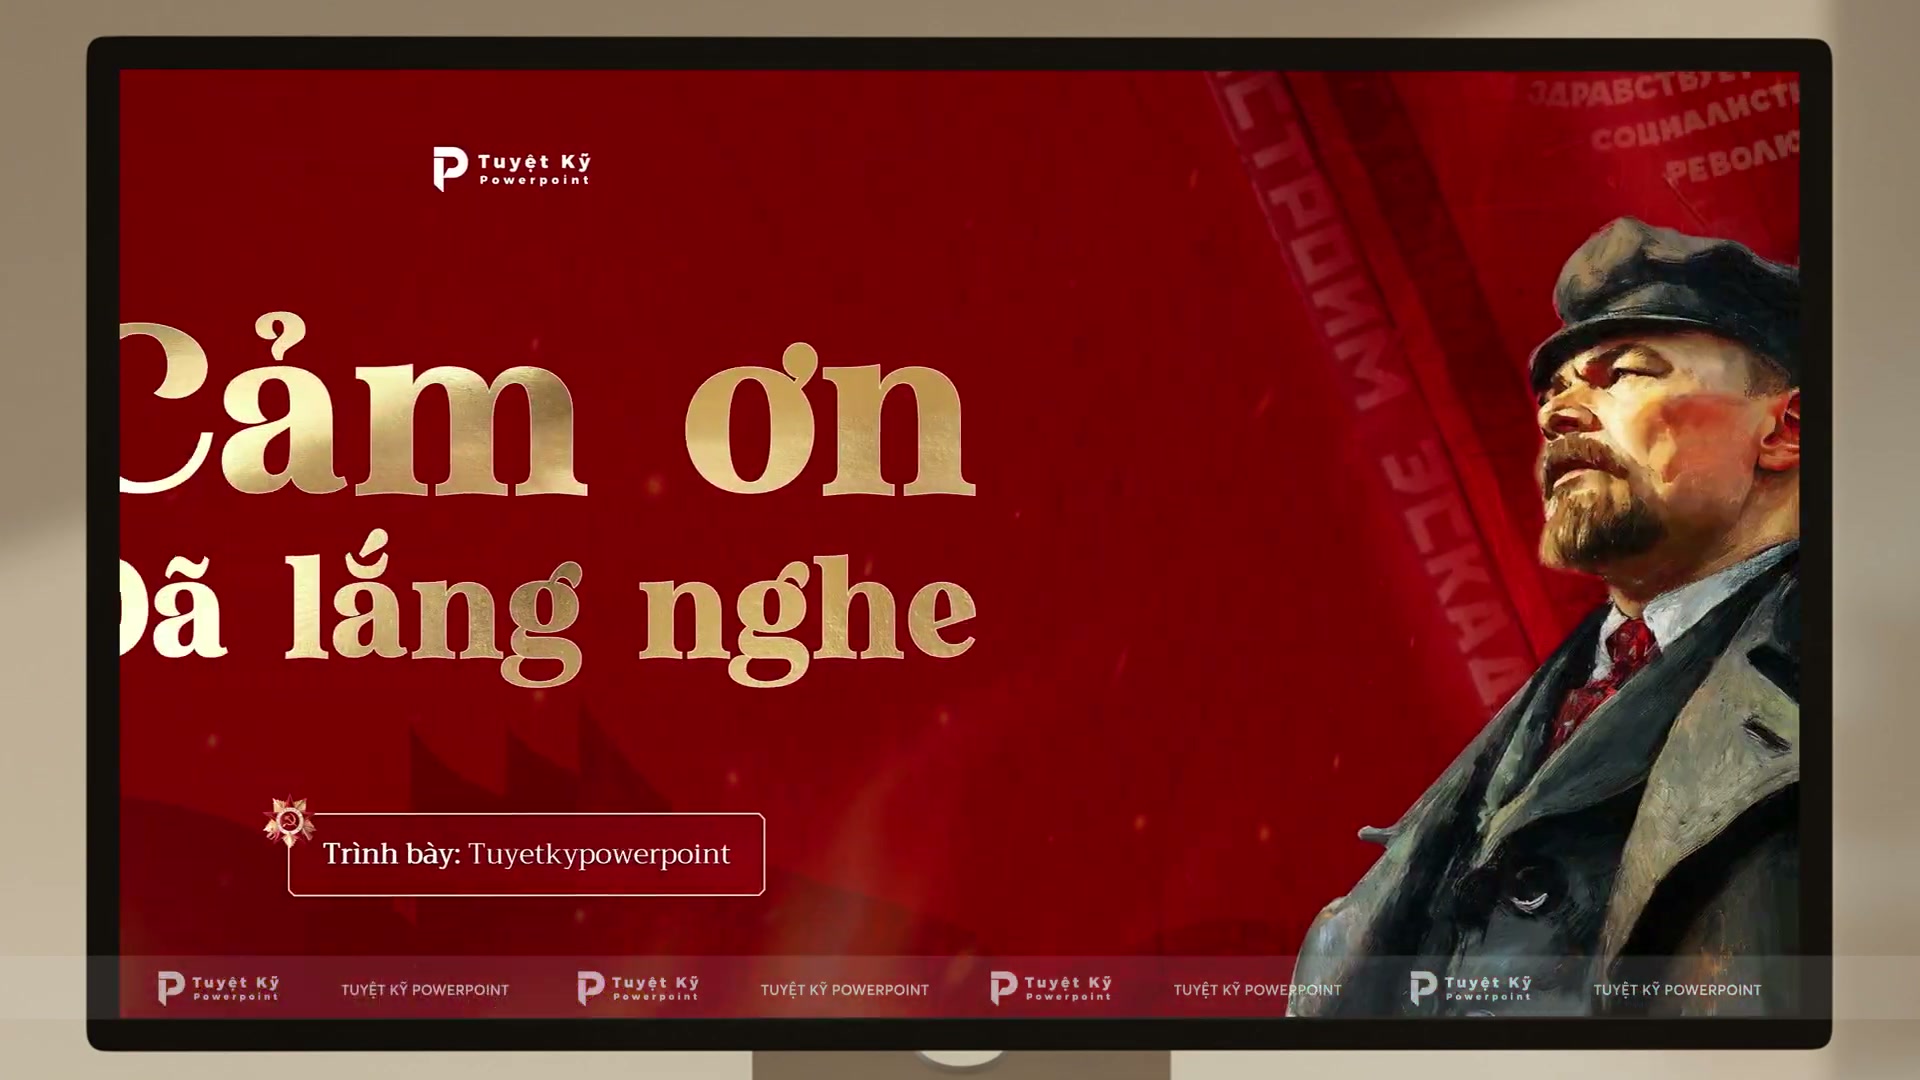 Tuyệt Kỹ
Powerpoint
СТРОИМ ЭСКАД
ЗДРАВСТВУЕТ
СОЦИАЛИСТИ
РЕВОЛЮ
Cảm ơn
Đã lắng nghe
Trình bày: Tuyetkypowerpoint
Tuyệt Kỹ
Powerpoint
TUYỆT KỸ POWERPOINT
Tuyệt Kỹ
Powerpoint
TUYỆT KỸ POWERPOINT
Tuyệt Kỹ
Powerpoint
TUYỆT KỸ POWERPOINT
Tuyệt Kỹ
Powerpoint
TUYỆT KỸ POWERPOINT